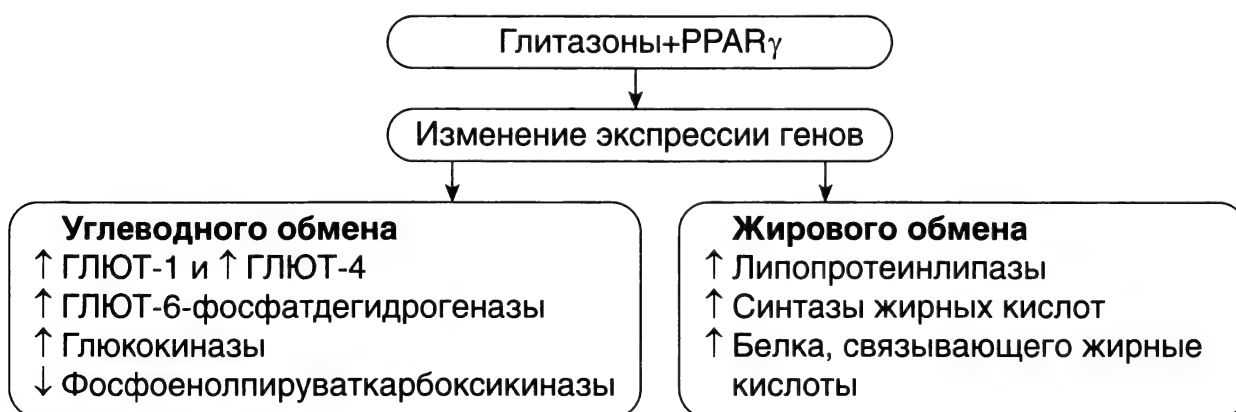 Глитазоны+PPARγ
Изменение экспрессии генов
Углеводного обмена
↑ ГЛЮТ-1 и ↑ ГЛЮТ-4
↑ ГЛЮТ-6-фосфатдегидрогеназы
↑ Глюкокиназы
↓ Фосфоенолпируваткарбоксикиназы
Жирового обмена
↑ Липопротеинлипазы
↑ Синтазы жирных кислот
↑ Белка, связывающего жирные
кислоты